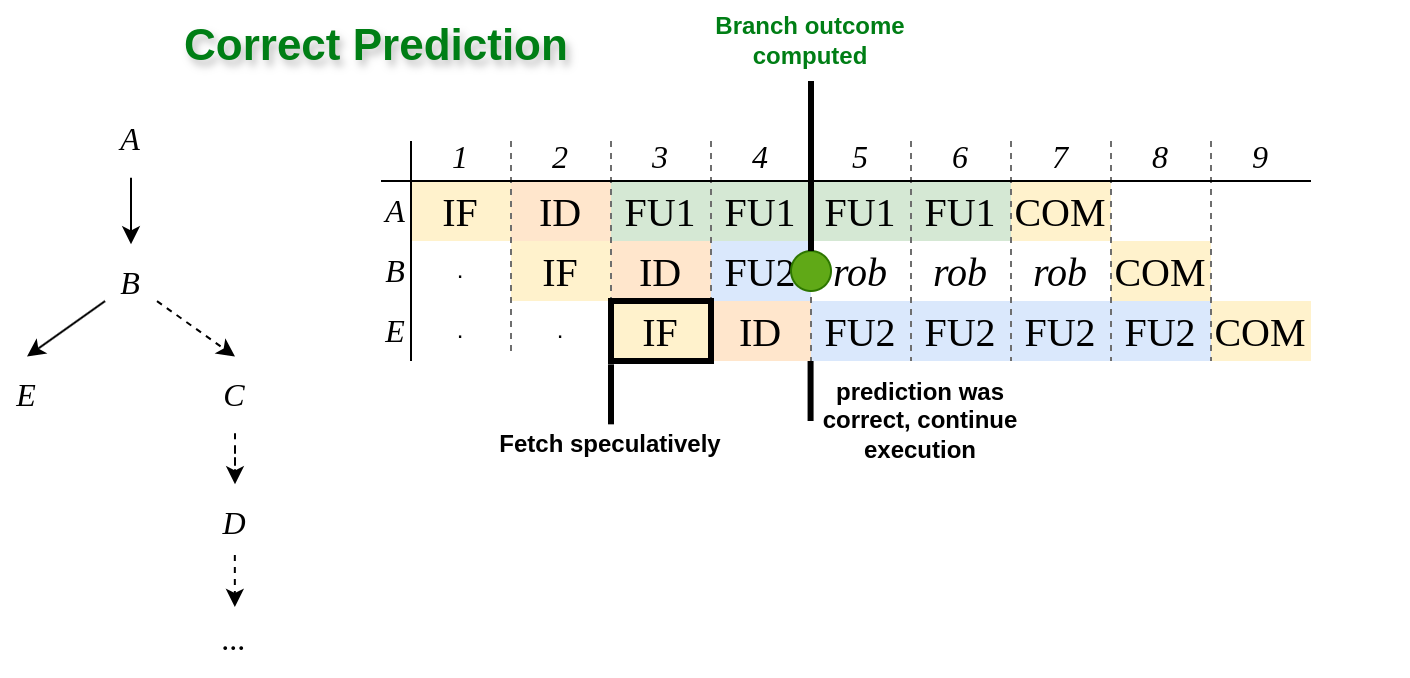 Correct Prediction
Branch outcome
computed
1 2 3 4 5 6 7 8 9
A IF ID FU1 FU1 FU1 FU1 COM
B . IF ID FU2 rob rob rob COM
E . . IF ID FU2 FU2 FU2 FU2 COM
Fetch speculatively
prediction was
correct, continue
execution
A
B
E C
D
...